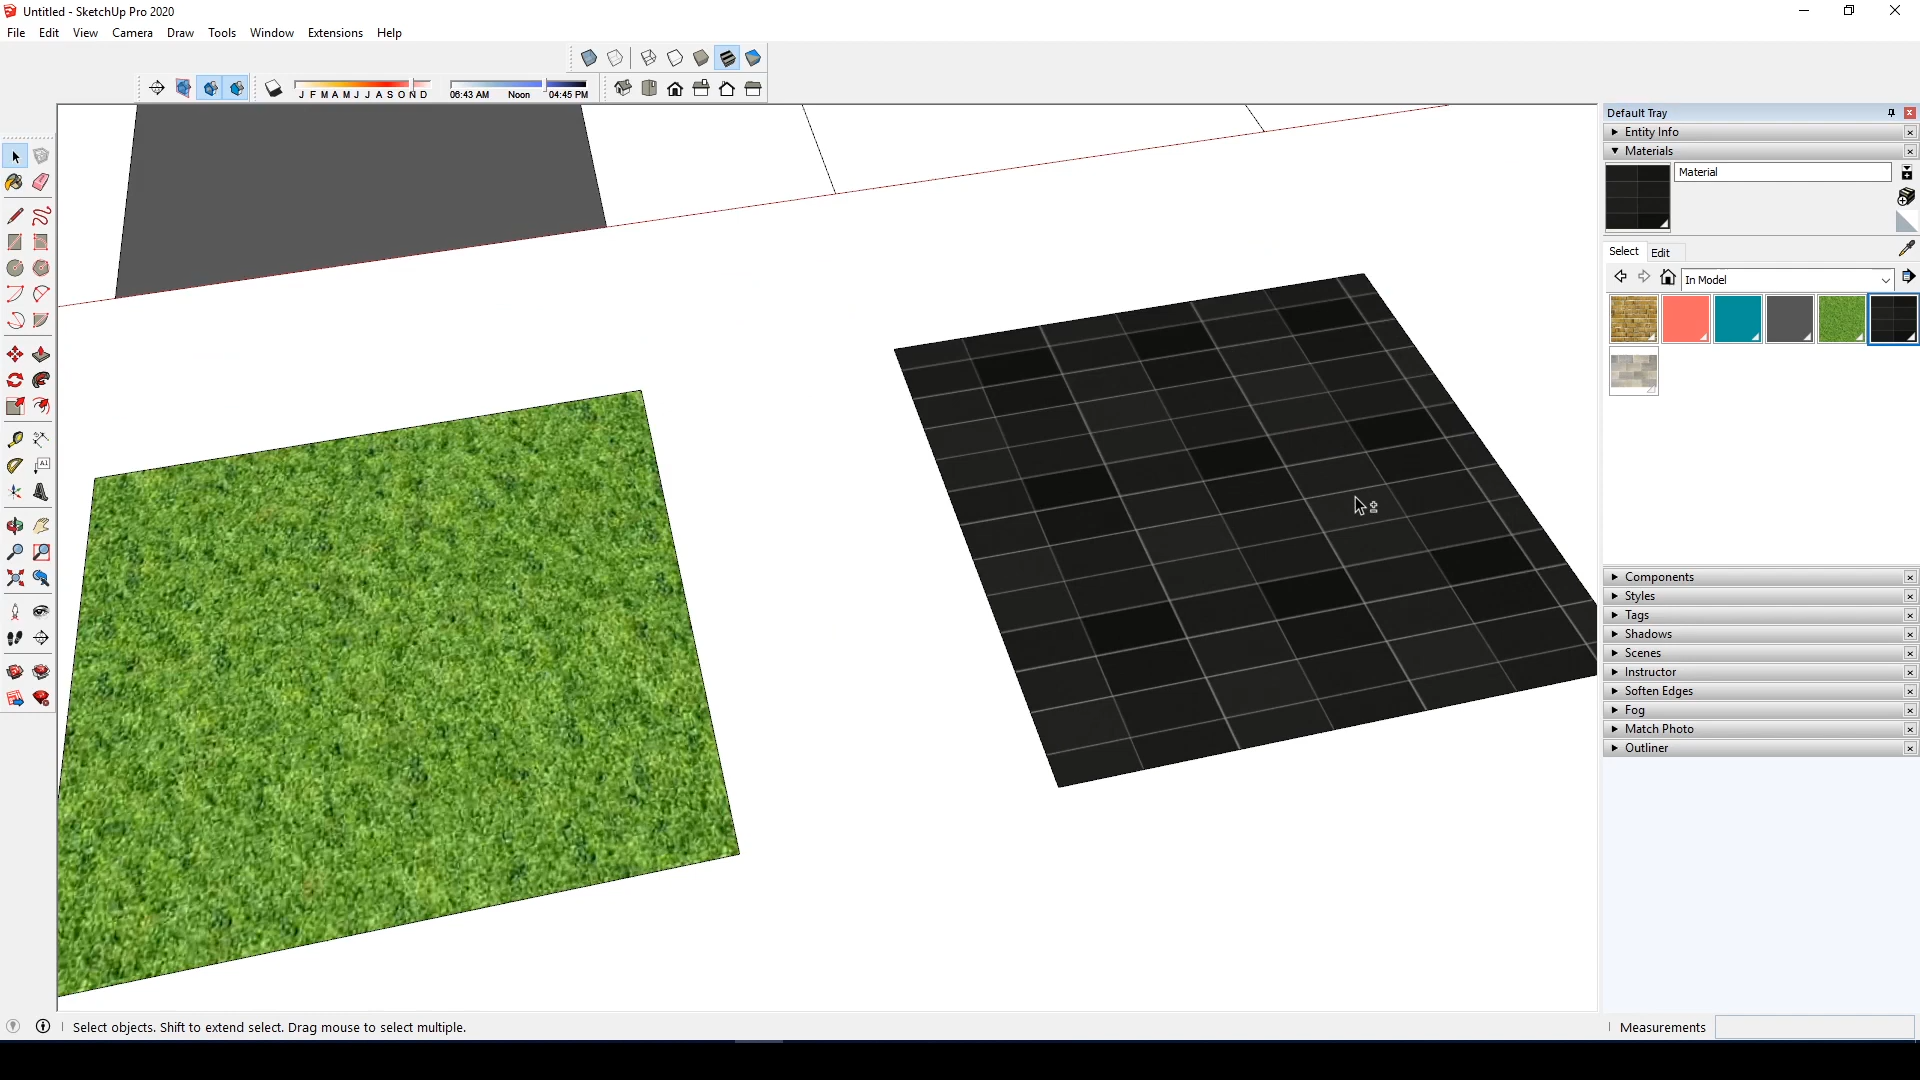 Untitled - SketchUp Pro 2020
File Edit View Camera Draw Tools Window Extensions Help
J F M A M J J A S O N D 06:43 AM Noon 04:45 PM
Default Tray
Entity Info
Materials
Material
Select Edit
In Model
A1
Components
Styles
Tags
Shadows
Scenes
Instructor
Soften Edges
Fog
Match Photo
Outliner
Select objects. Shift to extend select. Drag mouse to select multiple.
Measurements